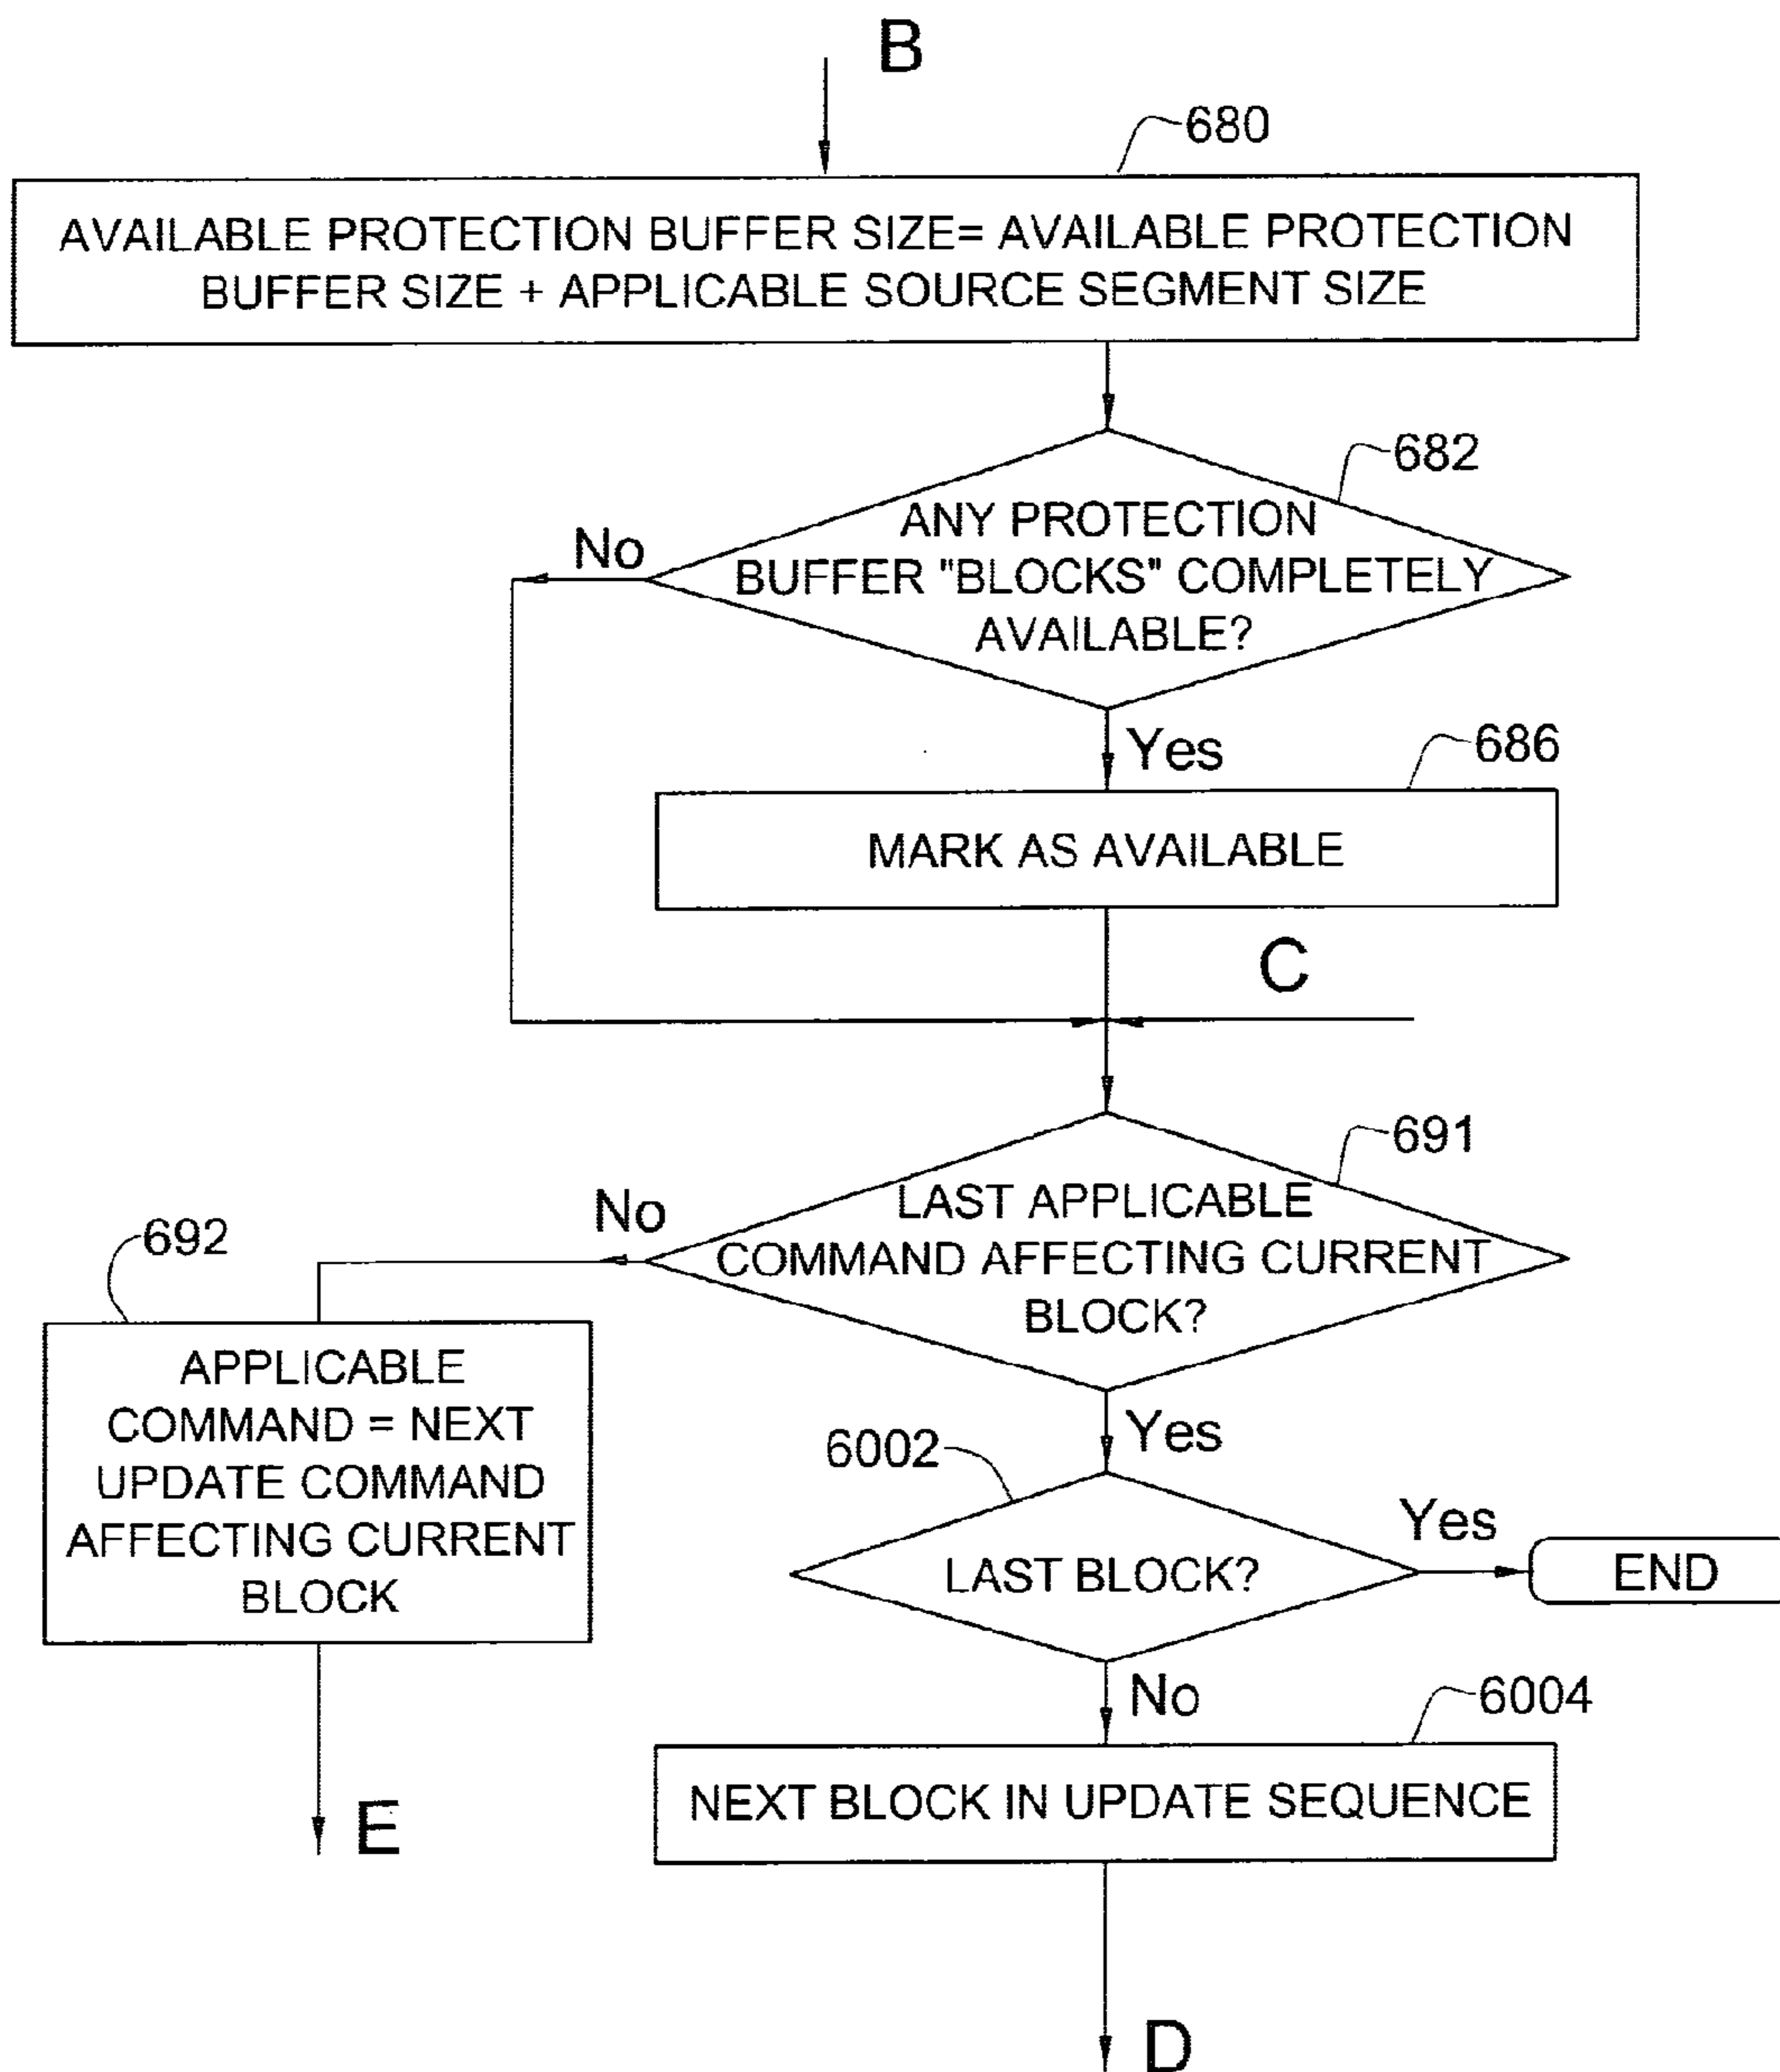 B
680
AVAILABLE PROTECTION BUFFER SIZE= AVAILABLE PROTECTION
BUFFER SIZE + APPLICABLE SOURCE SEGMENT SIZE
682
ANY PROTECTION
No
BUFFER "BLOCKS" COMPLETELY
AVAILABLE?
Yes
686
MARK AS AVAILABLE
C
691
LAST APPLICABLE
No
COMMAND AFFECTING CURRENT
BLOCK?
692
APPLICABLE
COMMAND = NEXT
UPDATE COMMAND
AFFECTING CURRENT
BLOCK
E
Yes
6002
LAST BLOCK?
Yes
END
No
6004
NEXT BLOCK IN UPDATE SEQUENCE
D